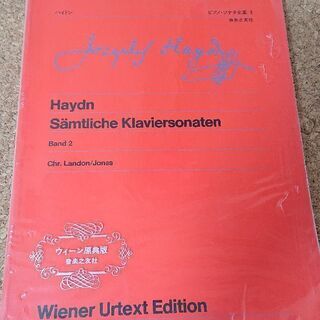 ハイドン
ピアノ・ソナタ全集 2
音楽之友社
Joseph Haydn
Haydn
Sämtliche Klaviersonaten
Band 2
Chr. Landon/Jonas
ウィーン原典版
音楽之友社
Wiener Urtext Edition